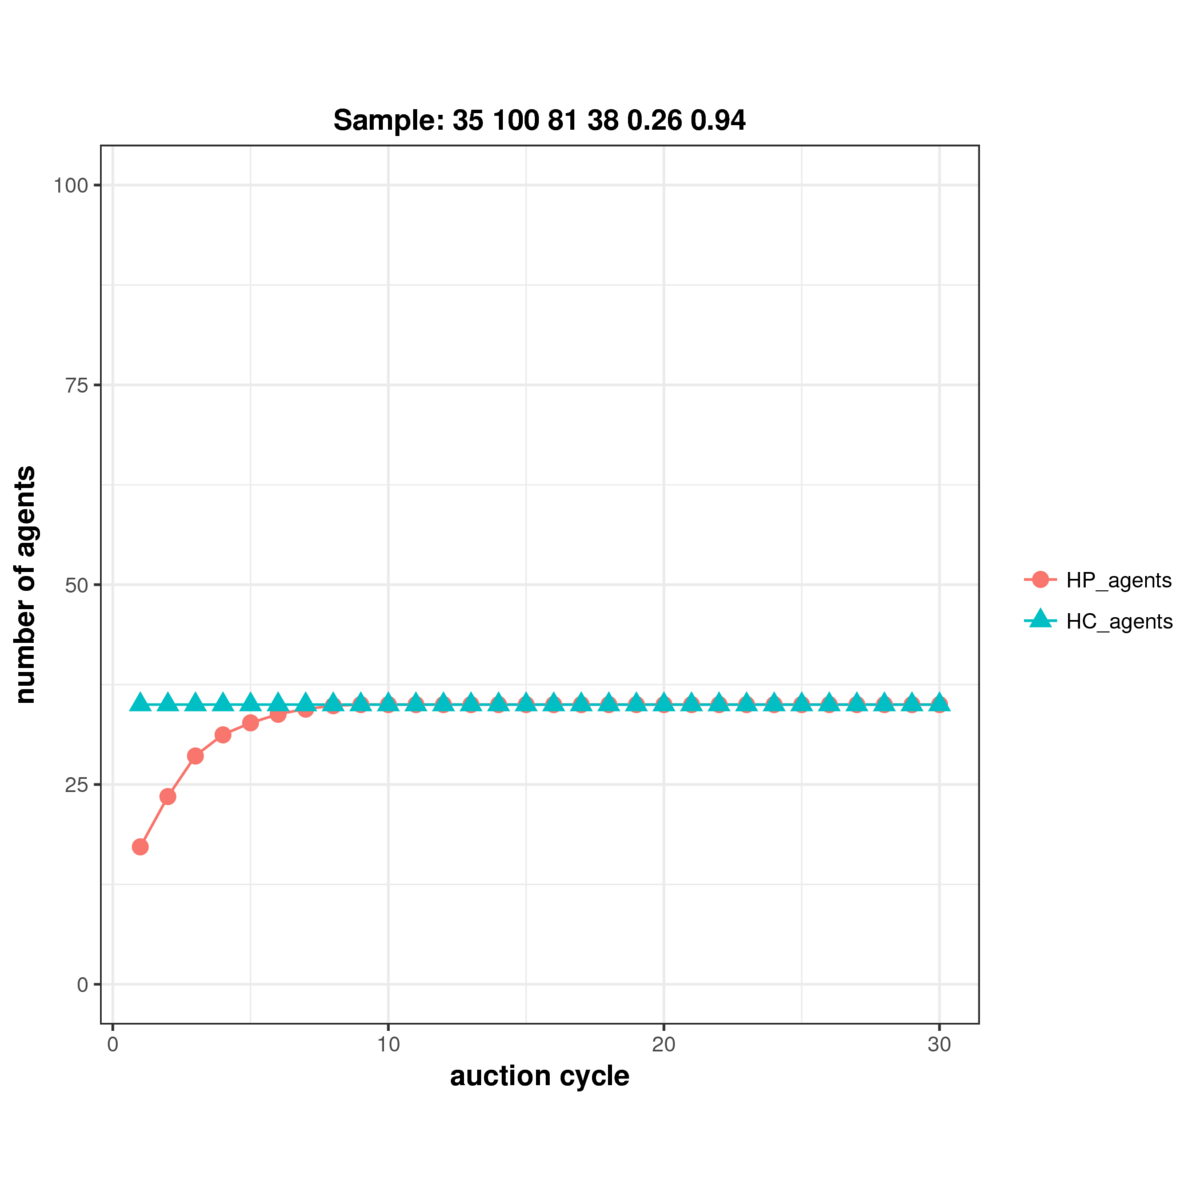 Sample: 35 100 81 38 0.26 0.94
100
75
50
25
0
number of agents
0 10 20 30
auction cycle
HP_agents
HC_agents